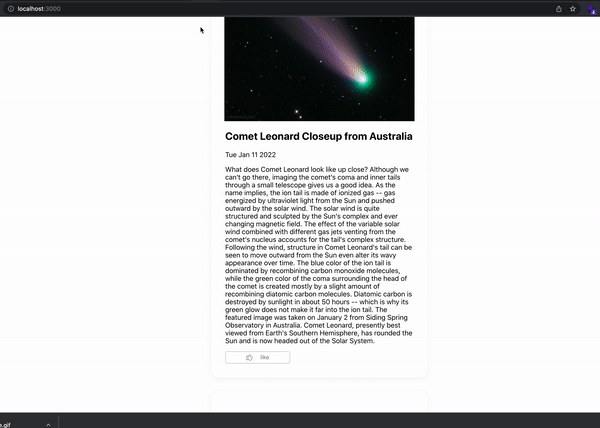 localhost:3000
Comet Leonard Closeup from Australia
Tue Jan 11 2022
What does Comet Leonard look like up close? Although we
can't go there, imaging the comet's coma and inner tails
through a small telescope gives us a good idea. As the
name implies, the ion tail is made of ionized gas -- gas
energized by ultraviolet light from the Sun and pushed
outward by the solar wind. The solar wind is quite
structured and sculpted by the Sun's complex and ever
changing magnetic field. The effect of the variable solar
wind combined with different gas jets venting from the
comet's nucleus accounts for the tail's complex structure.
Following the wind, structure in Comet Leonard's tail can be
seen to move outward from the Sun even alter its wavy
appearance over time. The blue color of the ion tail is
dominated by recombining carbon monoxide molecules,
while the green color of the coma surrounding the head of
the comet is created mostly by a slight amount of
recombining diatomic carbon molecules. Diatomic carbon is
destroyed by sunlight in about 50 hours -- which is why its
green glow does not make it far into the ion tail. The
featured image was taken on January 2 from Siding Spring
Observatory in Australia. Comet Leonard, presently best
viewed from Earth's Southern Hemisphere, has rounded the
Sun and is now headed out of the Solar System.
like
e.gif